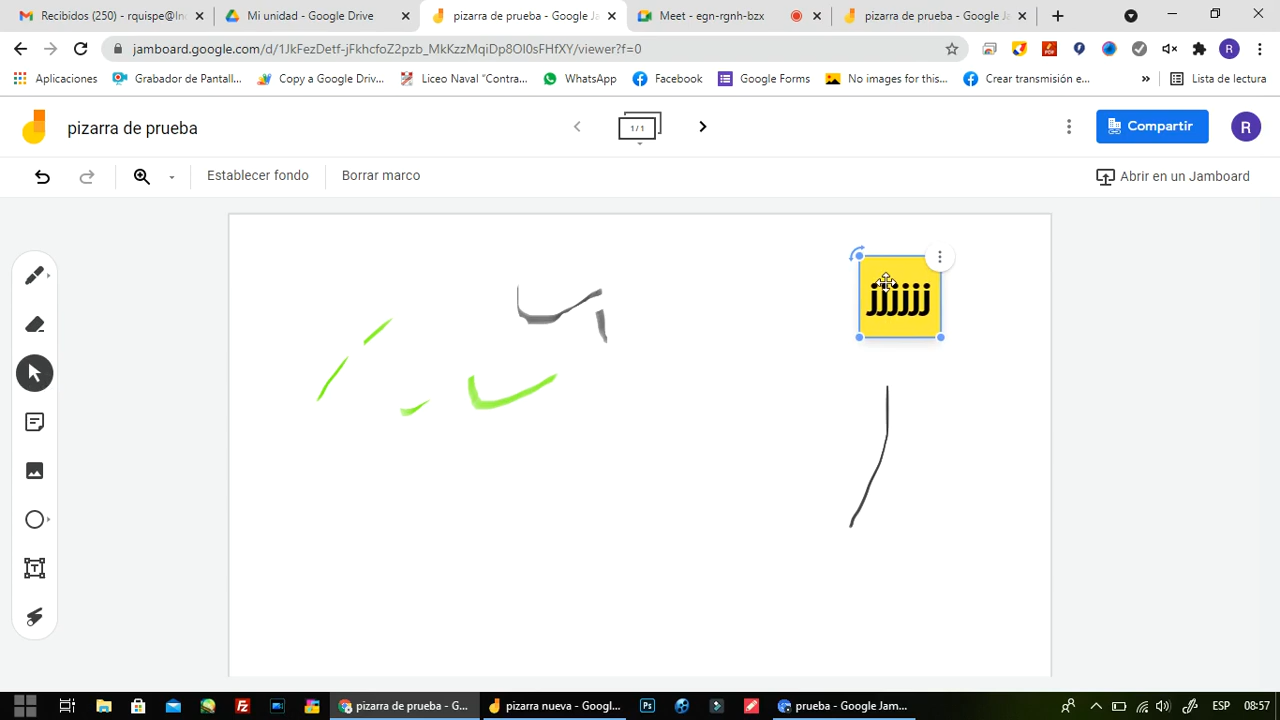 Recibidos (250) - rquispe@In
Mi unidad - Google Drive
pizarra de prueba - Google Ja
Meet - egn-rgnh-bzx
pizarra de prueba - Google Ja
jamboard.google.com/d/1JkFezDetf-jFkhcfoZ2pzb_MkKzzMqiDp8OI0sFHfXY/viewer?f=0
R
Aplicaciones
Grabador de Pantall...
Copy a Google Driv...
Liceo Naval “Contra...
WhatsApp
Facebook
Google Forms
No images for this...
Crear transmisión e...
»
Lista de lectura
pizarra de prueba
1/1
Compartir
R
Establecer fondo
Borrar marco
Abrir en un Jamboard
jjjjjj
pizarra de prueba - G...
pizarra nueva - Googl...
Ps
prueba - Google Jam...
ESP
08:57